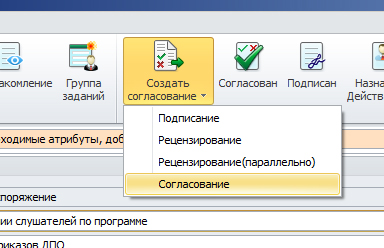 акомление
Группа заданий
Создать согласование
Согласован
Подписан
Назна
Действ
Подписание
Рецензирование
Рецензирование(параллельно)
Согласование
ходимые атрибуты, доб
споряжение
ии слушателей по программе
риказов ДПО